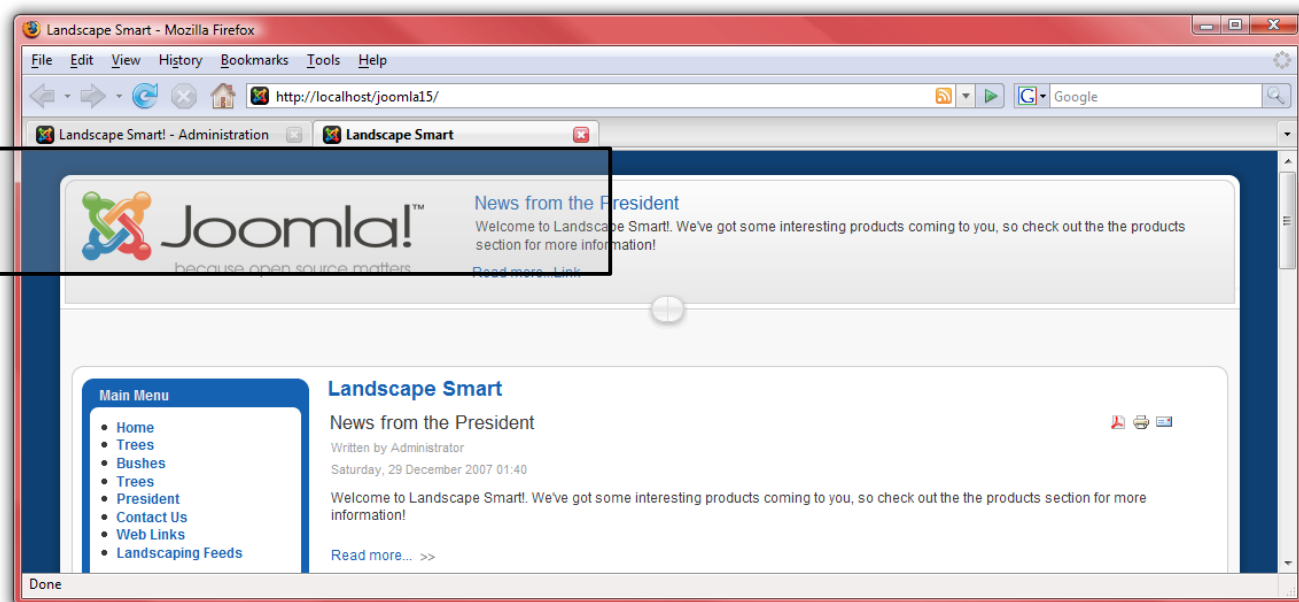 Landscape Smart - Mozilla Firefox
File Edit View History Bookmarks Tools Help
http://localhost/joomla15/
G Google
Landscape Smart! - Administration Landscape Smart
Joomla!™
because open source matters
News from the President
Welcome to Landscape Smart!. We've got some interesting products coming to you, so check out the the products
section for more information!
Read more...Link
Main Menu
Home
Trees
Bushes
Trees
President
Contact Us
Web Links
Landscaping Feeds
Landscape Smart
News from the President
Written by Administrator
Saturday, 29 December 2007 01:40
Welcome to Landscape Smart!. We've got some interesting products coming to you, so check out the the products section for more
information!
Read more... >>
Done